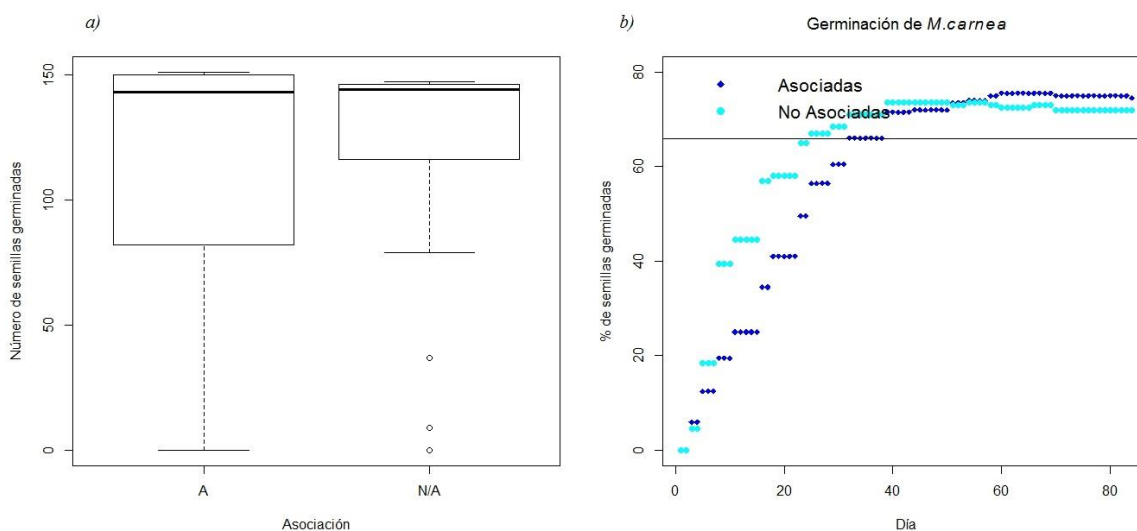 a)
Número de semillas germinadas
150
100
50
0
A
N/A
Asociación
b)
Germinación de M.carnea
% de semillas germinadas
80
60
40
20
0
Asociadas
No Asociadas
0
20
40
60
80
Día